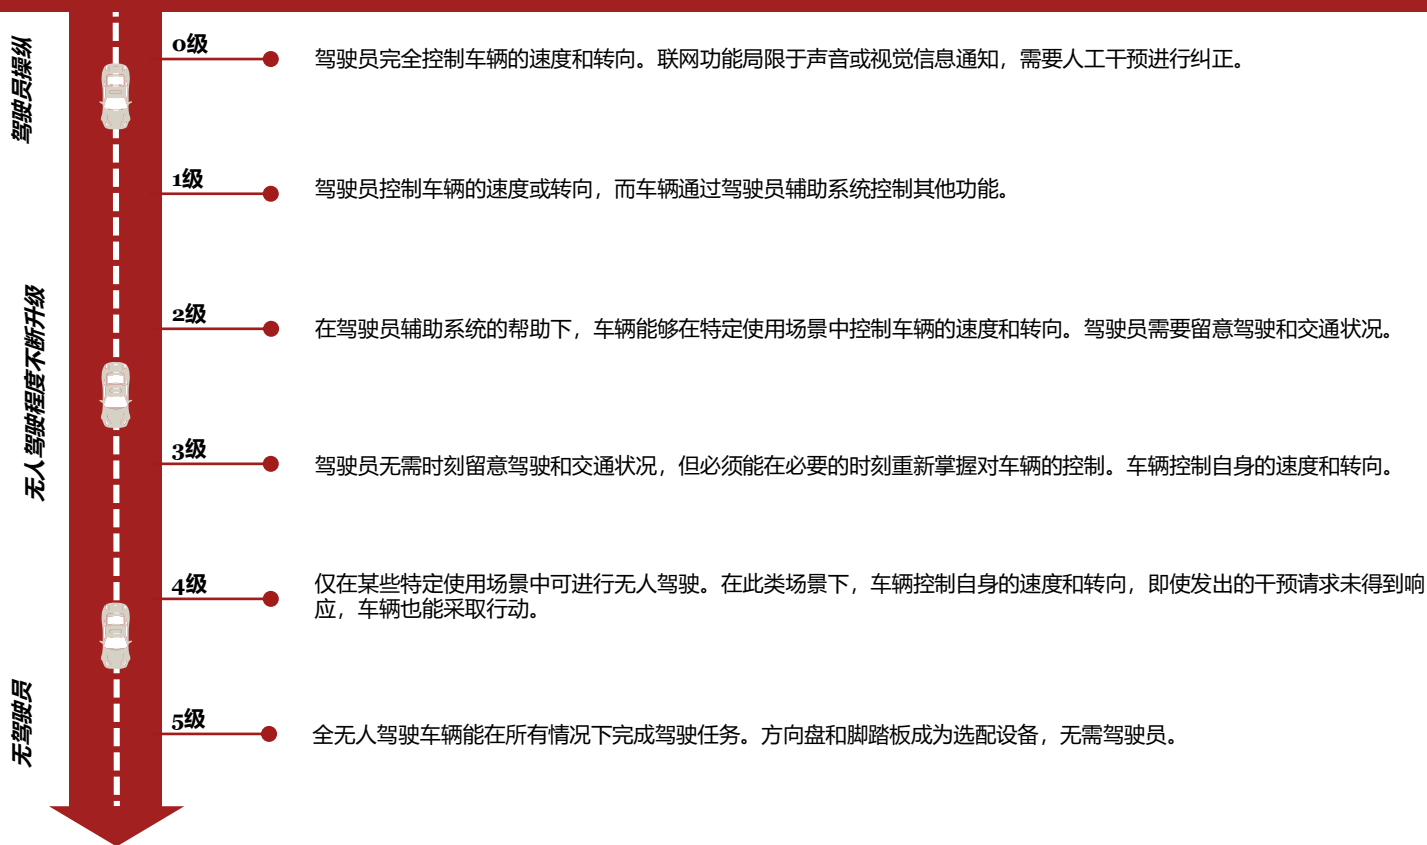 驾驶员操纵
0级
驾驶员完全控制车辆的速度和转向。联网功能局限于声音或视觉信息通知，需要人工干预进行纠正。
1级
驾驶员控制车辆的速度或转向，而车辆通过驾驶员辅助系统控制其他功能。
无人驾驶程度不断升级
2级
在驾驶员辅助系统的帮助下，车辆能够在特定使用场景中控制车辆的速度和转向。驾驶员需要留意驾驶和交通状况。
3级
驾驶员无需时刻留意驾驶和交通状况，但必须能在必要的时刻重新掌握对车辆的控制。车辆控制自身的速度和转向。
4级
仅在某些特定使用场景中可进行无人驾驶。在此类场景下，车辆控制自身的速度和转向，即使发出的干预请求未得到响
应，车辆也能采取行动。
无驾驶员
5级
全无人驾驶车辆能在所有情况下完成驾驶任务。方向盘和脚踏板成为选配设备，无需驾驶员。